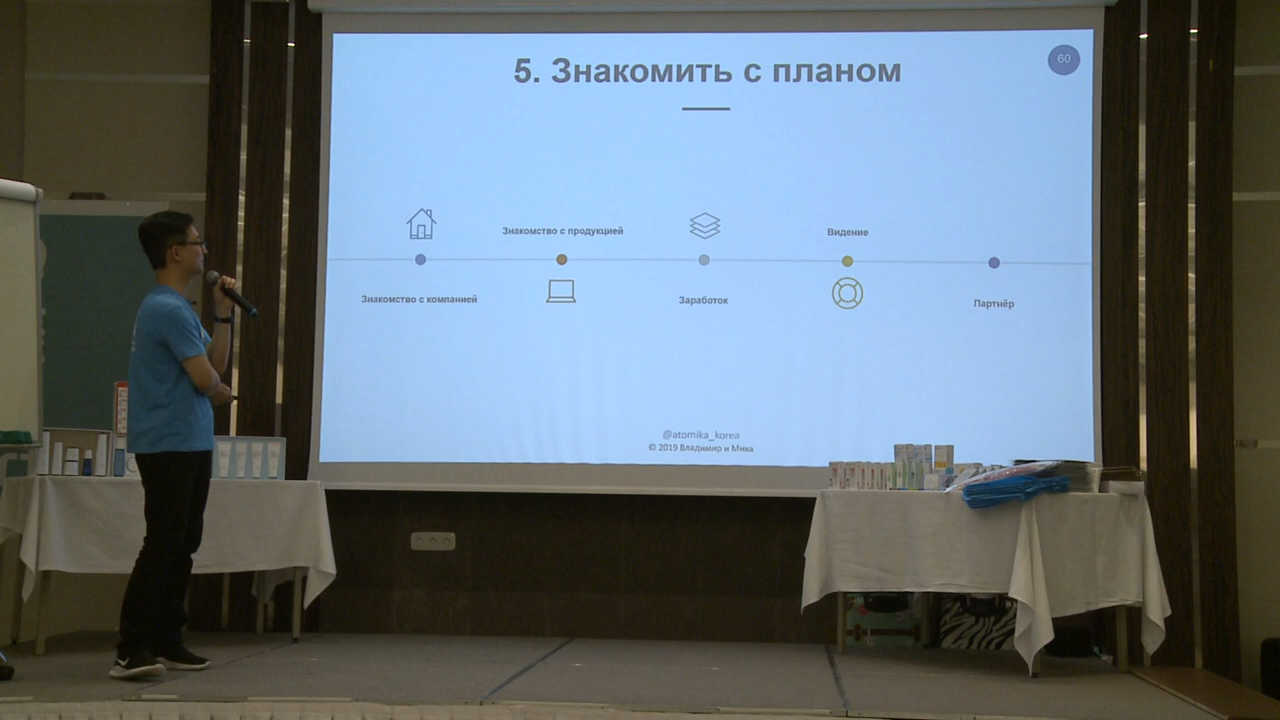 5. Знакомить с планом
60
Знакомство с продукцией
Видение
Знакомство с компанией
Заработок
Партнёр
@atomika_korea
© 2019 Владимир и Мика